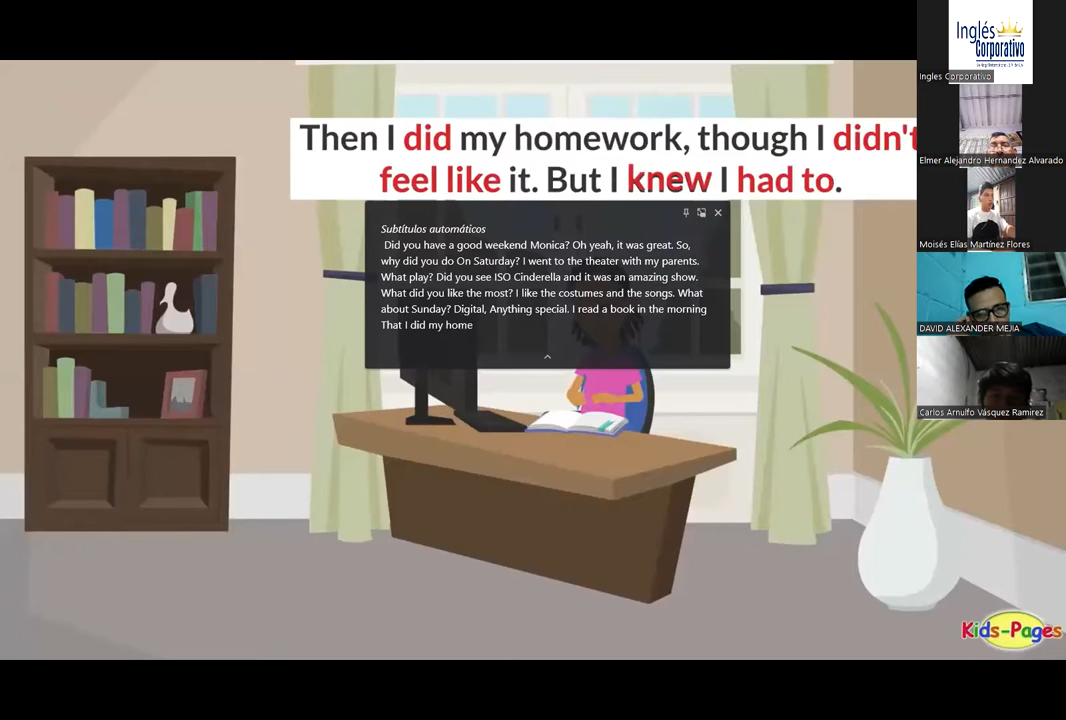 Then I did my homework, though I didn't
feel like it. But I knew I had to.
Subtítulos automáticos
Did you have a good weekend Monica? Oh yeah, it was great. So,
why did you do On Saturday? I went to the theater with my parents.
What play? Did you see ISO Cinderella and it was an amazing show.
What did you like the most? I like the costumes and the songs. What
about Sunday? Digital, Anything special. I read a book in the morning
That I did my home
Kids-Pages
Inglés
Corporativo
Ingles Corporativo
Elmer Alejandro Hernandez Alvarado
Moisés Elías Martínez Flores
DAVID ALEXANDER MEJIA
Carlos Arnulfo Vásquez Ramirez